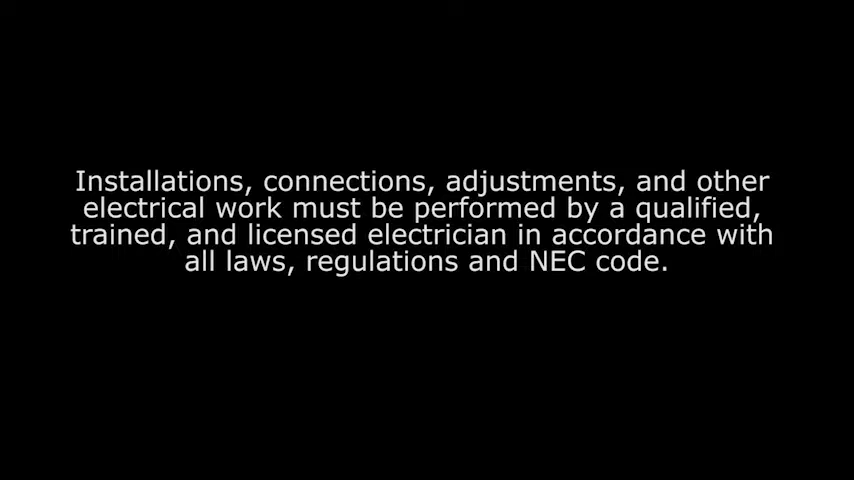 Installations, connections, adjustments, and other
electrical work must be performed by a qualified,
trained, and licensed electrician in accordance with
all laws, regulations and NEC code.